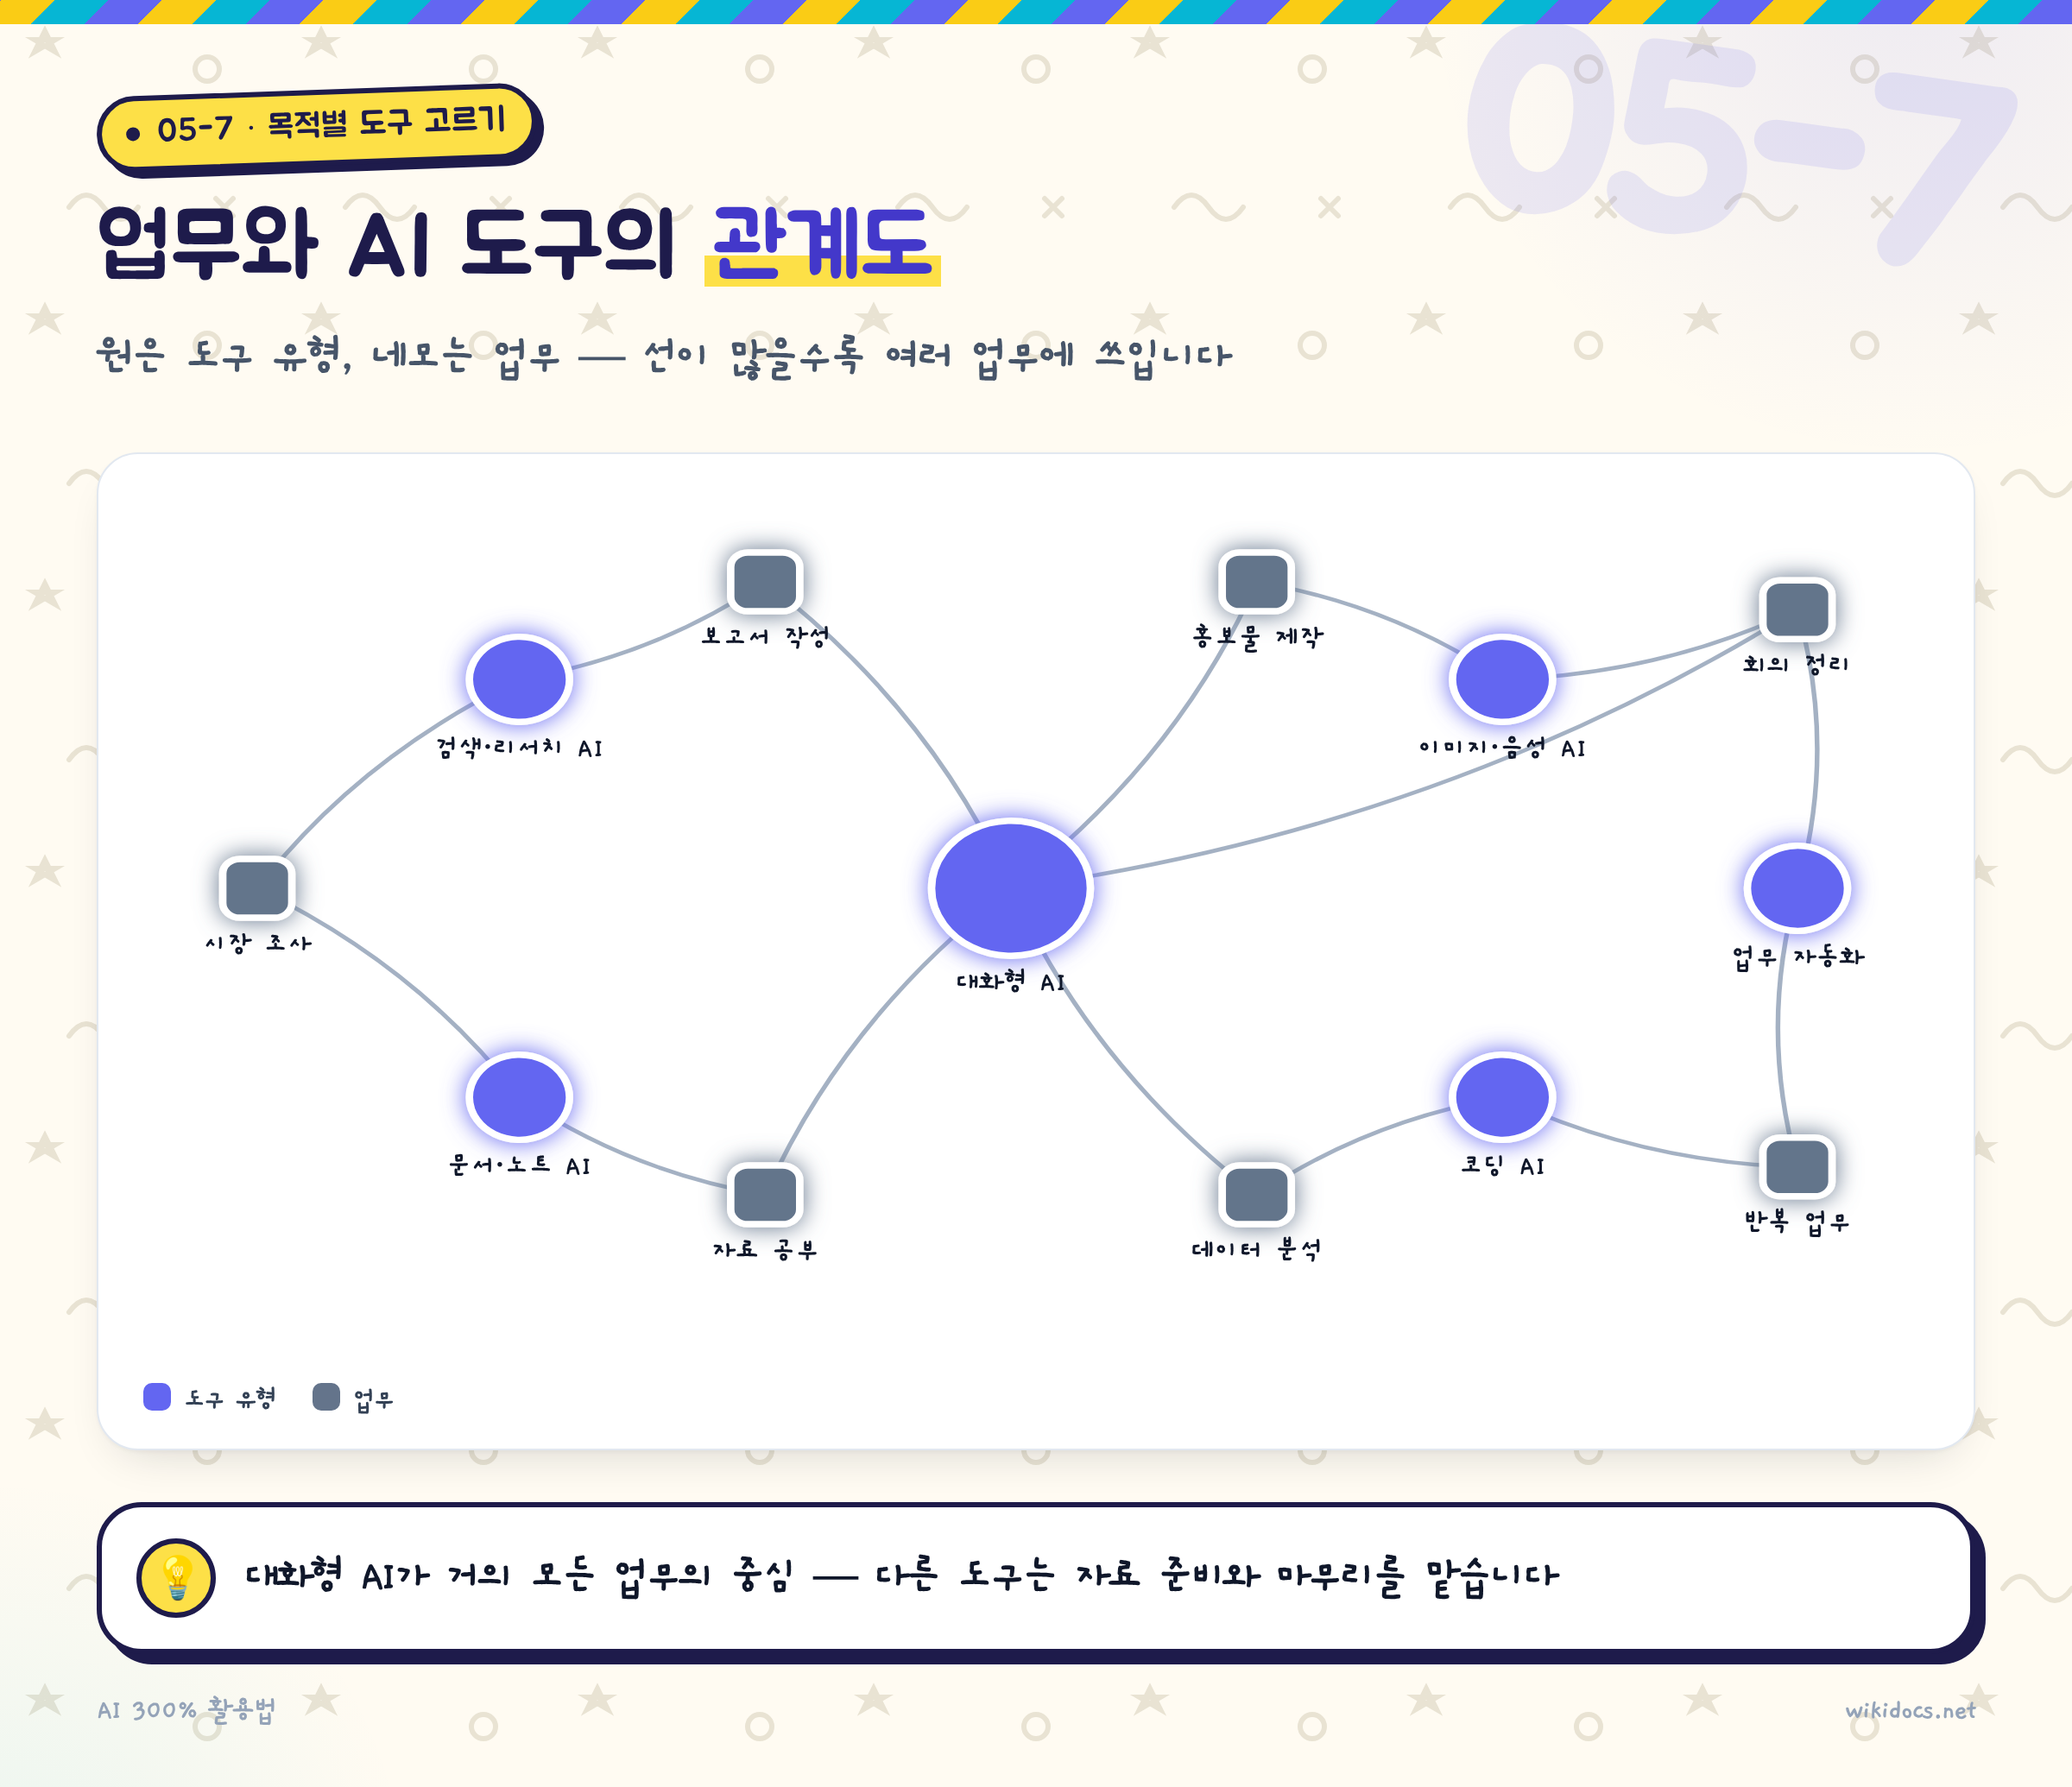 05-7
05-7 · 목적별 도구 고르기
업무와 AI 도구의 관계도
원은 도구 유형, 네모는 업무 — 선이 많을수록 여러 업무에 쓰입니다
보고서 작성
홍보물 제작
회의 정리
검색·리서치 AI
이미지·음성 AI
시장 조사
대화형 AI
업무 자동화
문서·노트 AI
코딩 AI
자료 공부
데이터 분석
반복 업무
도구 유형
업무
💡 대화형 AI가 거의 모든 업무의 중심 — 다른 도구는 자료 준비와 마무리를 맡습니다
AI 300% 활용법
wikidocs.net